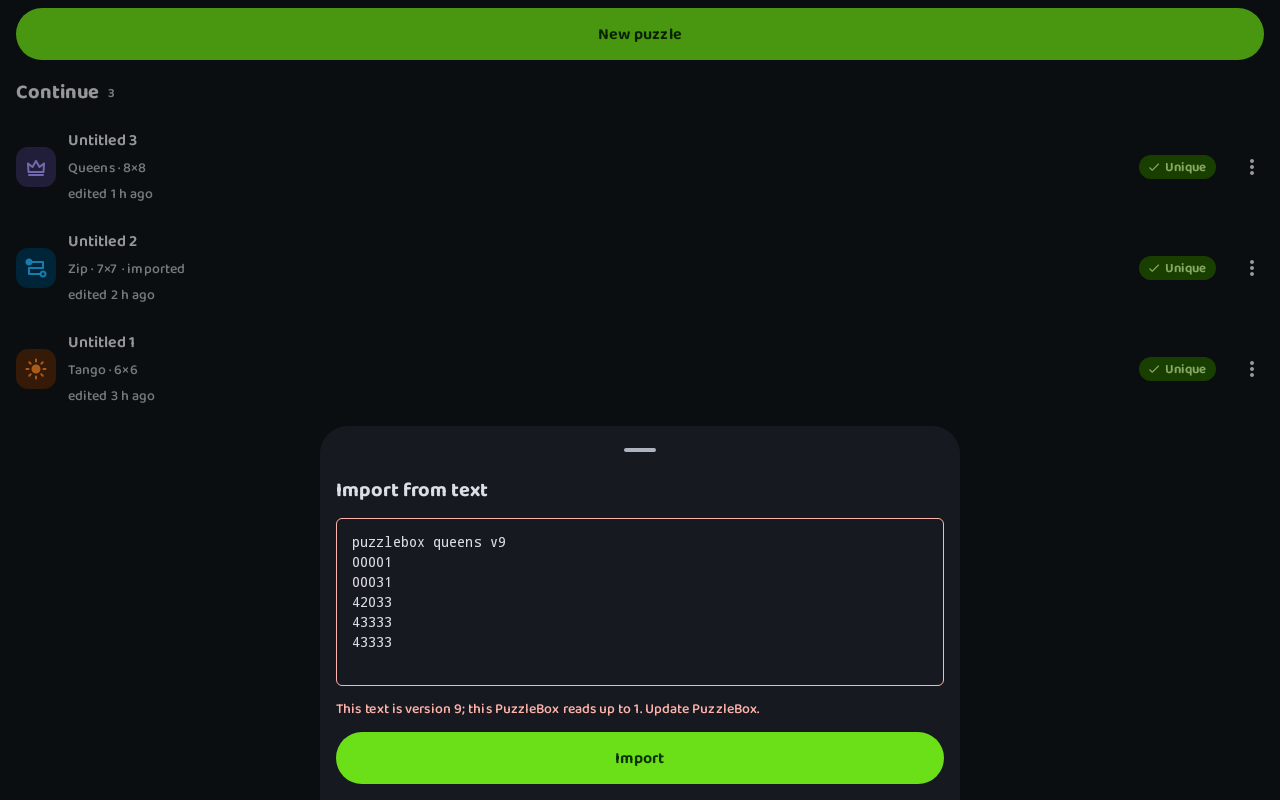 New puzzle
Continue 3
Untitled 3
Queens · 8×8
edited 1 h ago
Unique
Untitled 2
Zip · 7×7 · imported
edited 2 h ago
Unique
Untitled 1
Tango · 6×6
edited 3 h ago
Unique
Import from text
puzzlebox queens v9
00001
00031
42033
43333
43333
This text is version 9; this PuzzleBox reads up to 1. Update PuzzleBox.
Import